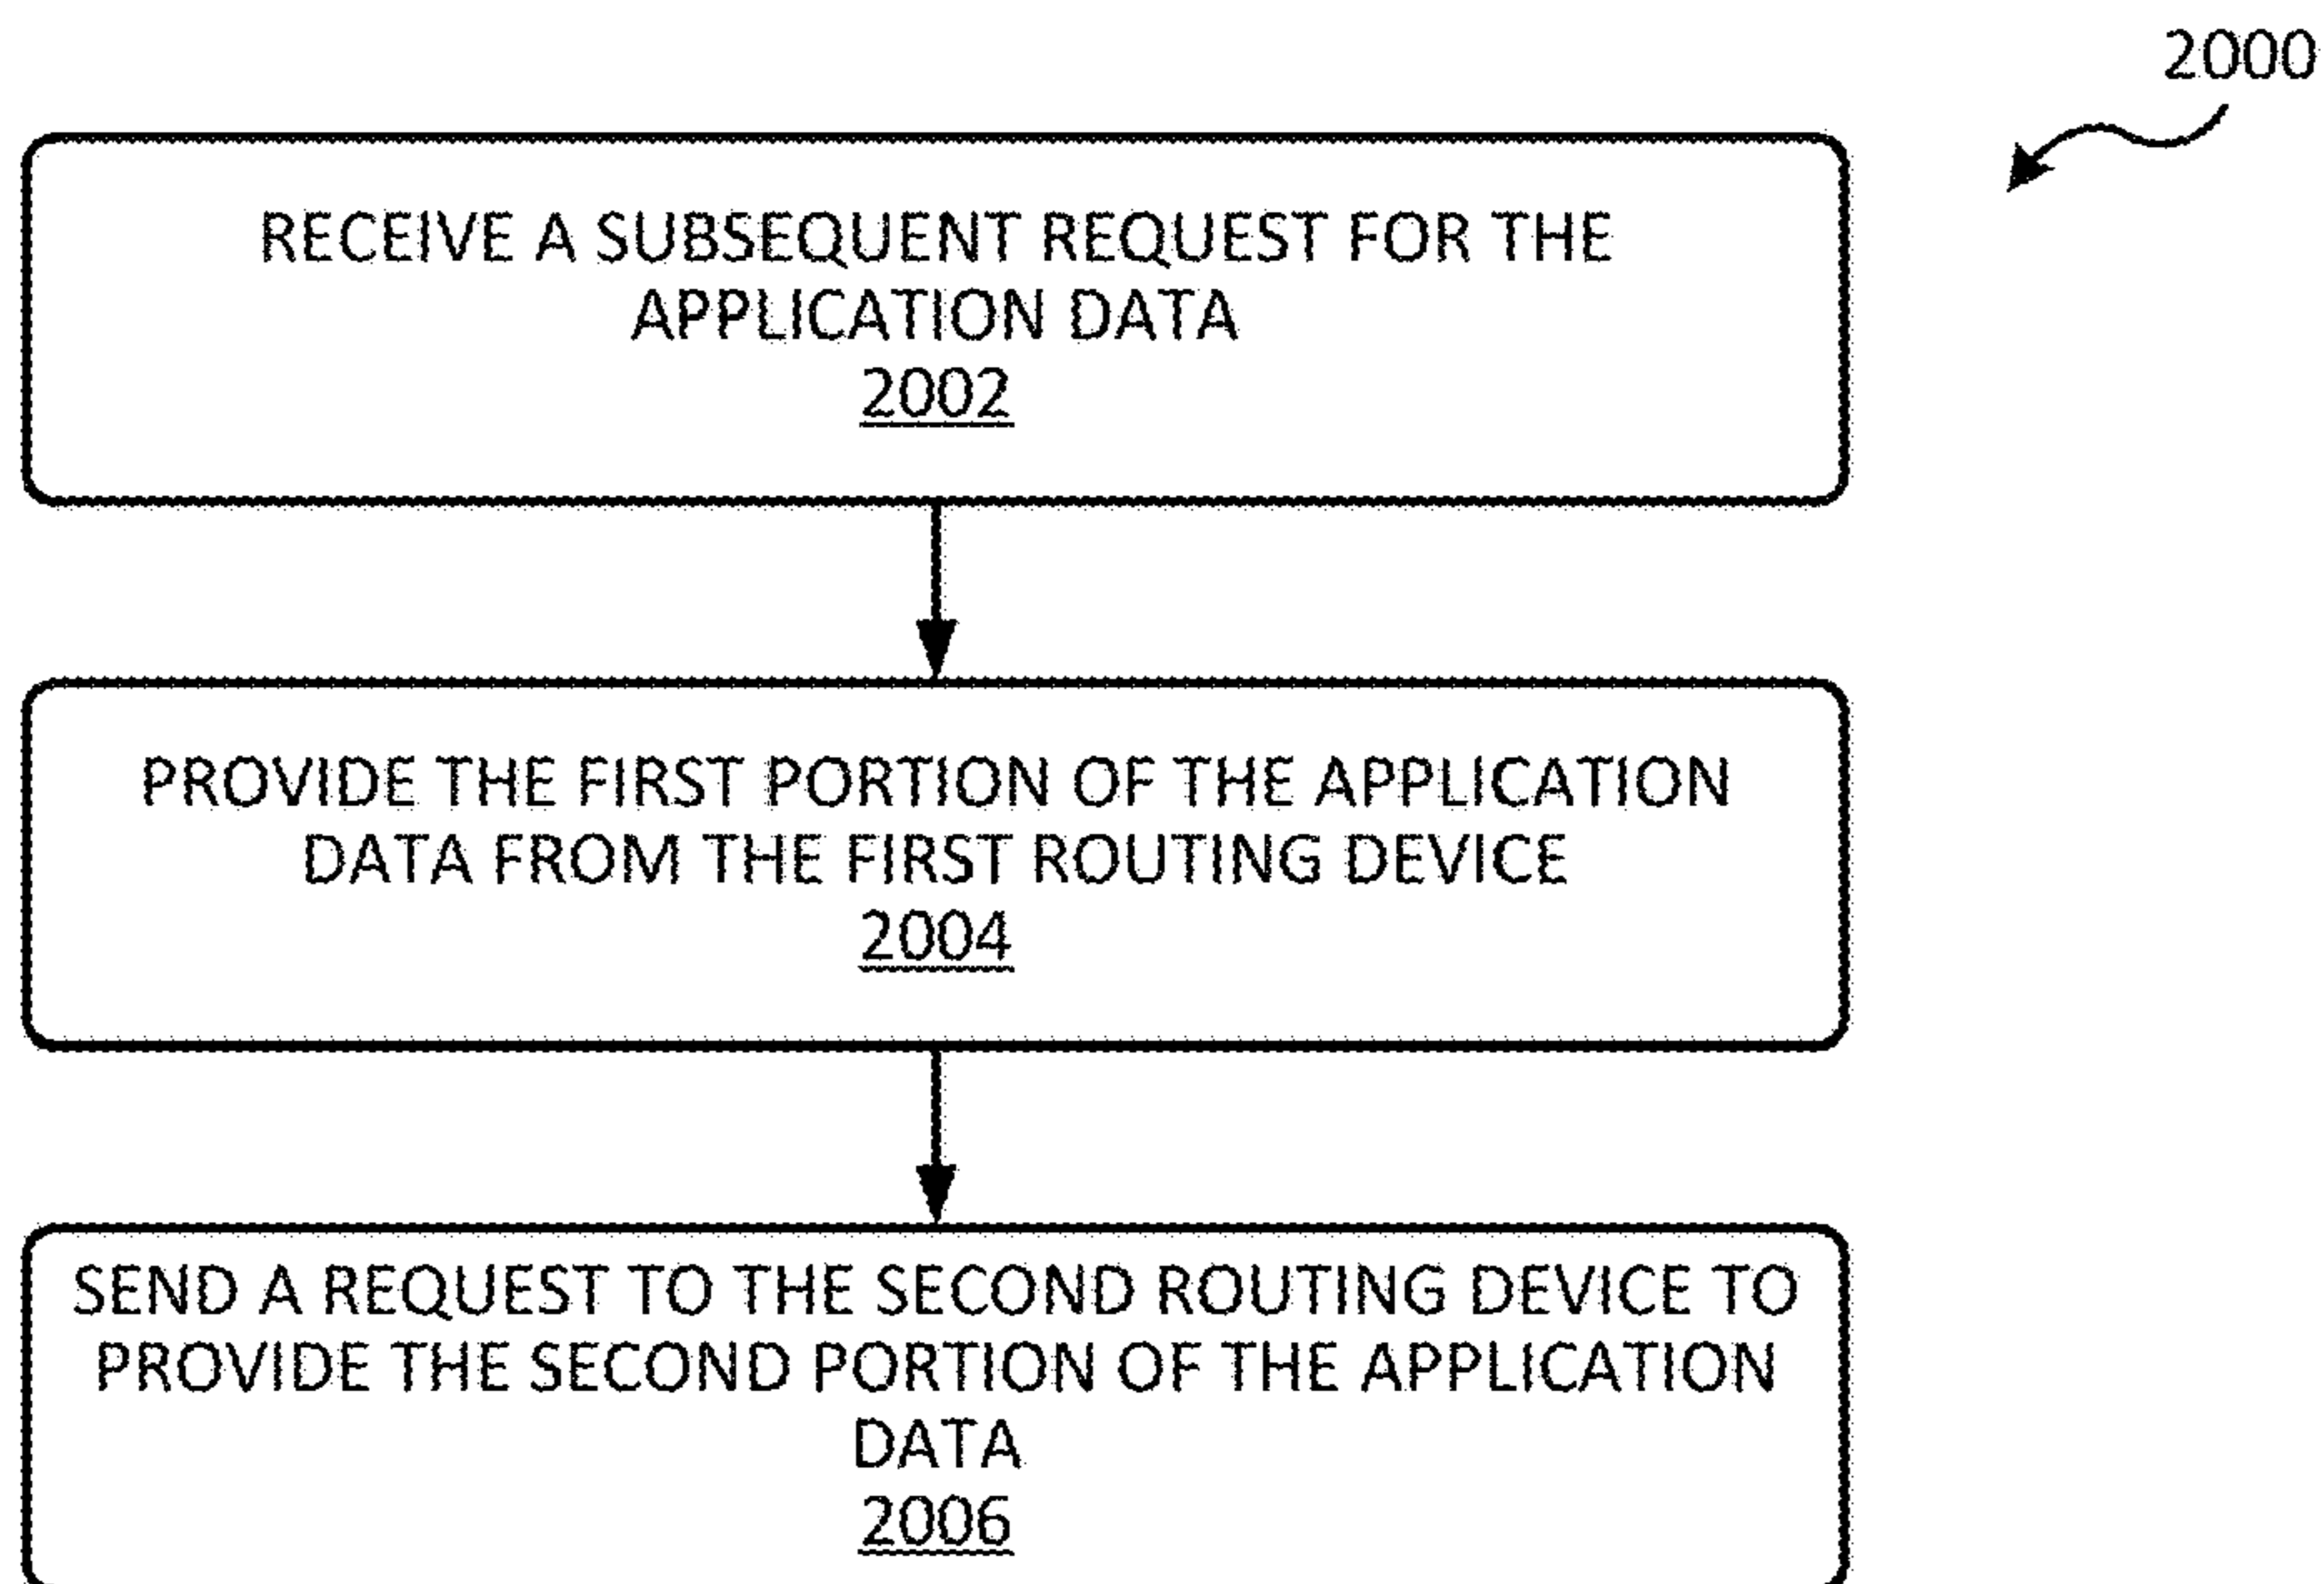 2000
RECEIVE A SUBSEQUENT REQUEST FOR THE
APPLICATION DATA
2002
PROVIDE THE FIRST PORTION OF THE APPLICATION
DATA FROM THE FIRST ROUTING DEVICE
2004
SEND A REQUEST TO THE SECOND ROUTING DEVICE TO
PROVIDE THE SECOND PORTION OF THE APPLICATION
DATA
2006